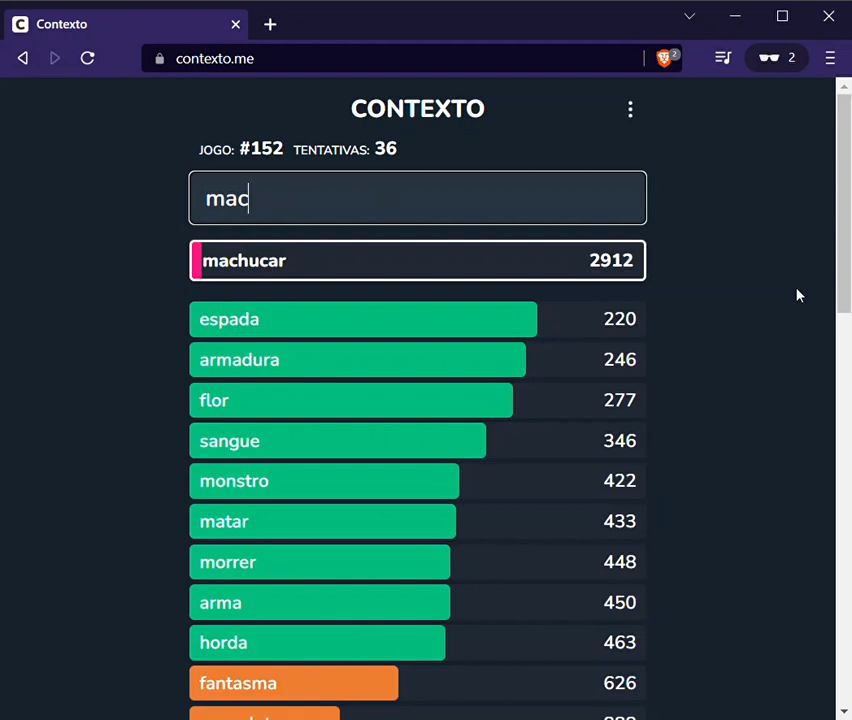 C Contexto
contexto.me
2
2
CONTEXTO
JOGO: #152 TENTATIVAS: 36
mac
machucar 2912
espada 220
armadura 246
flor 277
sangue 346
monstro 422
matar 433
morrer 448
arma 450
horda 463
fantasma 626